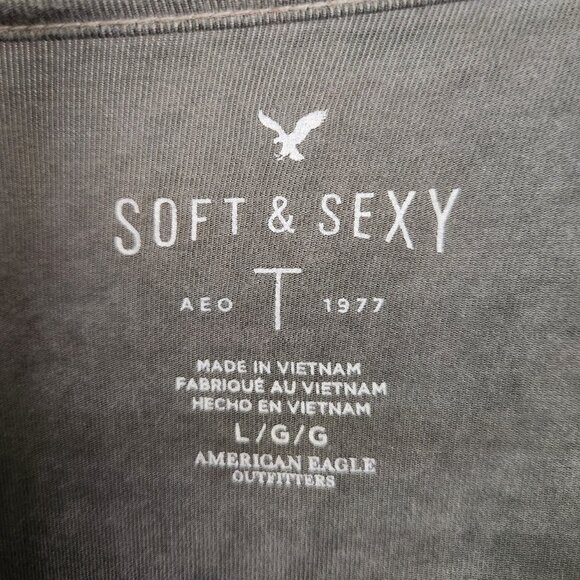 SOFT & SEXY
AEO T 1977
MADE IN VIETNAM
FABRIQUÉ AU VIETNAM
HECHO EN VIETNAM
L/G/G
AMERICAN EAGLE
OUTFITTERS